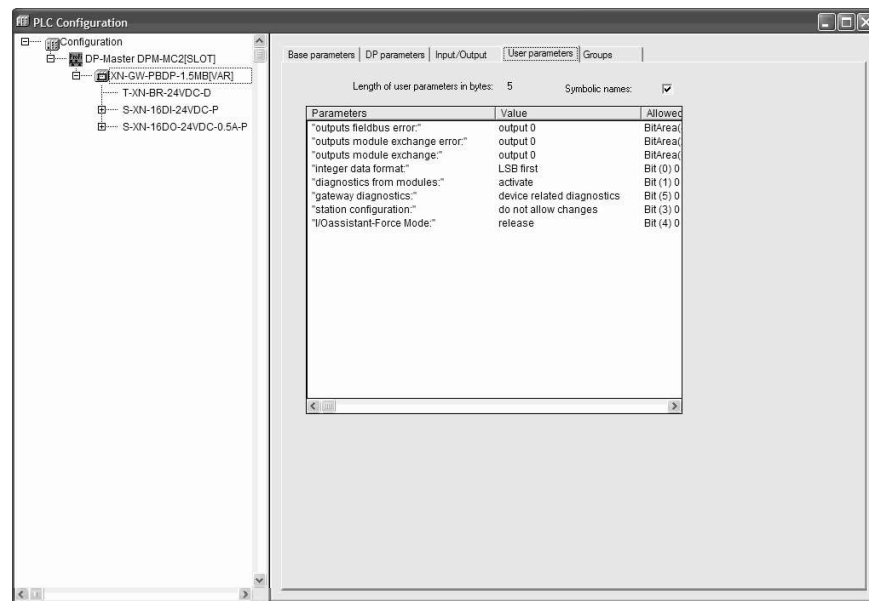 PLC Configuration
Configuration
DP-Master DPM-MC2[SLOT]
XN-GW-PBDP-1.5MB[VAR]
T-XN-BR-24VDC-D
S-XN-16DI-24VDC-P
S-XN-16DO-24VDC-0.5A-P
Base parameters DP parameters Input/Output User parameters Groups
Length of user parameters in bytes: 5 Symbolic names:
Parameters Value Allowed
"outputs fieldbus error:" output 0 BitArea(
"outputs module exchange error:" output 0 BitArea(
"outputs module exchange:" output 0 BitArea(
"integer data format:" LSB first Bit (0) 0
"diagnostics from modules:" activate Bit (1) 0
"gateway diagnostics:" device related diagnostics Bit (5) 0
"station configuration:" do not allow changes Bit (3) 0
"I/Oassistant-Force Mode:" release Bit (4) 0